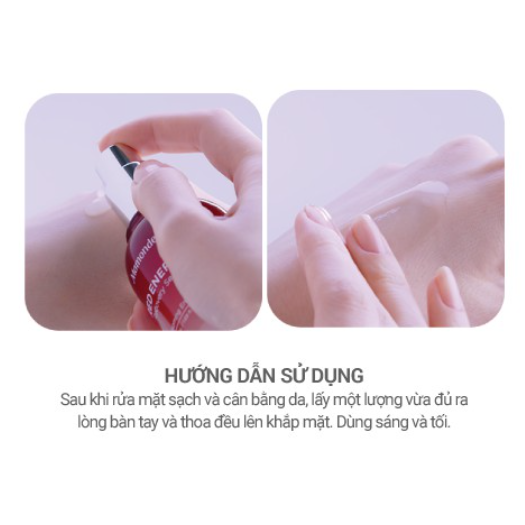 Mamonde
HƯỚNG DẪN SỬ DỤNG
Sau khi rửa mặt sạch và cân bằng da, lấy một lượng vừa đủ ra
lòng bàn tay và thoa đều lên khắp mặt. Dùng sáng và tối.